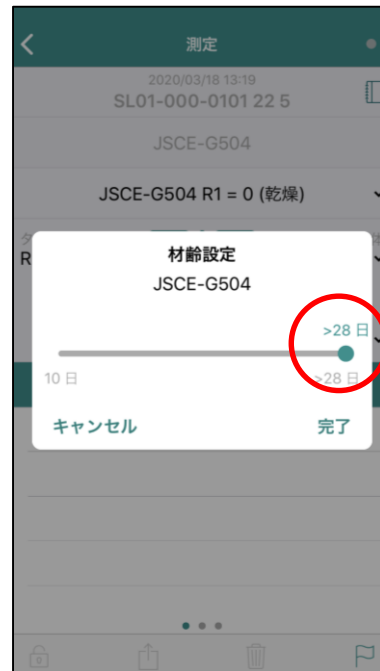 測定
2020/03/18 13:19
SL01-000-0101 22 5
JSCE-G504
JSCE-G504 R1 = 0 (乾燥)
タ
R
材齢設定
JSCE-G504
>28 日
10 日
>28 日
キャンセル
完了